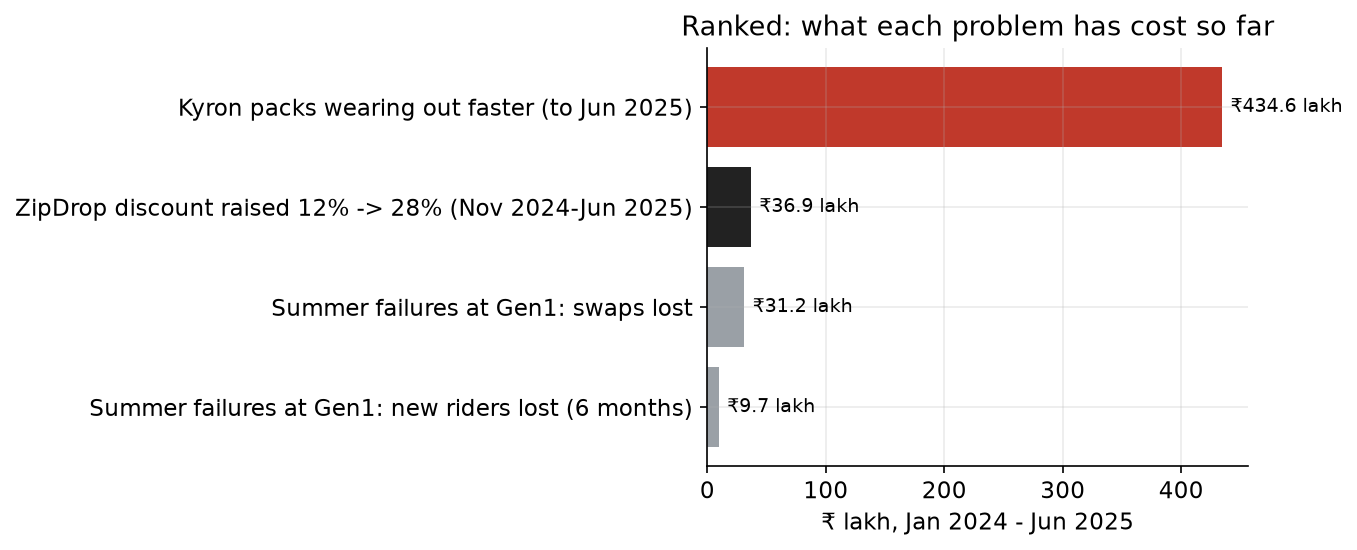 Ranked: what each problem has cost so far
Kyron packs wearing out faster (to Jun 2025)
₹434.6 lakh
ZipDrop discount raised 12% -> 28% (Nov 2024-Jun 2025)
₹36.9 lakh
Summer failures at Gen1: swaps lost
₹31.2 lakh
Summer failures at Gen1: new riders lost (6 months)
₹9.7 lakh
0 100 200 300 400
₹ lakh, Jan 2024 - Jun 2025